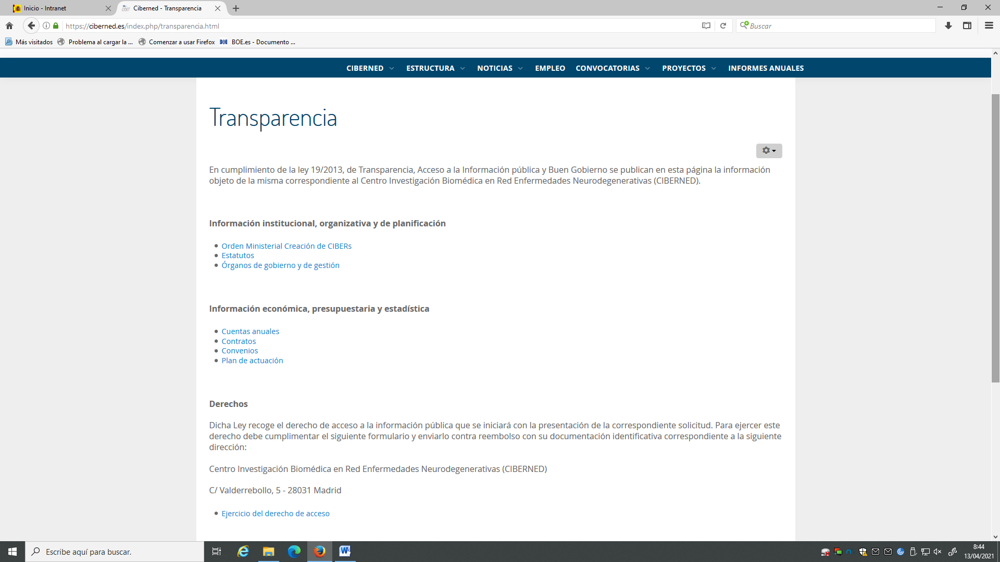 Inicio - Intranet
Ciberned - Transparencia
https://ciberned.es/index.php/transparencia.html
Buscar
Más visitados
Problema al cargar la ...
Comenzar a usar Firefox
BOE.es - Documento ...
CIBERNED
ESTRUCTURA
NOTICIAS
EMPLEO
CONVOCATORIAS
PROYECTOS
INFORMES ANUALES
Transparencia
En cumplimiento de la ley 19/2013, de Transparencia, Acceso a la Información pública y Buen Gobierno se publican en esta página la información
objeto de la misma correspondiente al Centro Investigación Biomédica en Red Enfermedades Neurodegenerativas (CIBERNED).
Información institucional, organizativa y de planificación
Orden Ministerial Creación de CIBERs
Estatutos
Órganos de gobierno y de gestión
Información económica, presupuestaria y estadística
Cuentas anuales
Contratos
Convenios
Plan de actuación
Derechos
Dicha Ley recoge el derecho de acceso a la información pública que se iniciará con la presentación de la correspondiente solicitud. Para ejercer este
derecho debe cumplimentar el siguiente formulario y enviarlo contra reembolso con su documentación identificativa correspondiente a la siguiente
dirección:
Centro Investigación Biomédica en Red Enfermedades Neurodegenerativas (CIBERNED)
C/ Valderrebollo, 5 - 28031 Madrid
Ejercicio del derecho de acceso
Escribe aquí para buscar.
8:44
13/04/2021